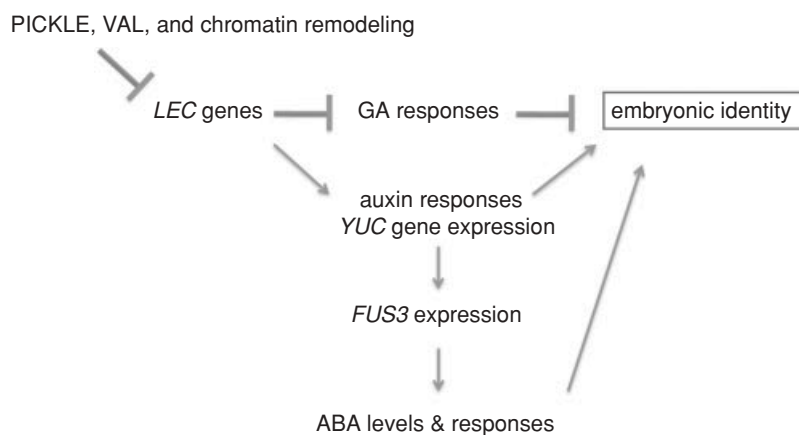 PICKLE, VAL, and chromatin remodeling
LEC genes
GA responses
embryonic identity
auxin responses
YUC gene expression
FUS3 expression
ABA levels & responses